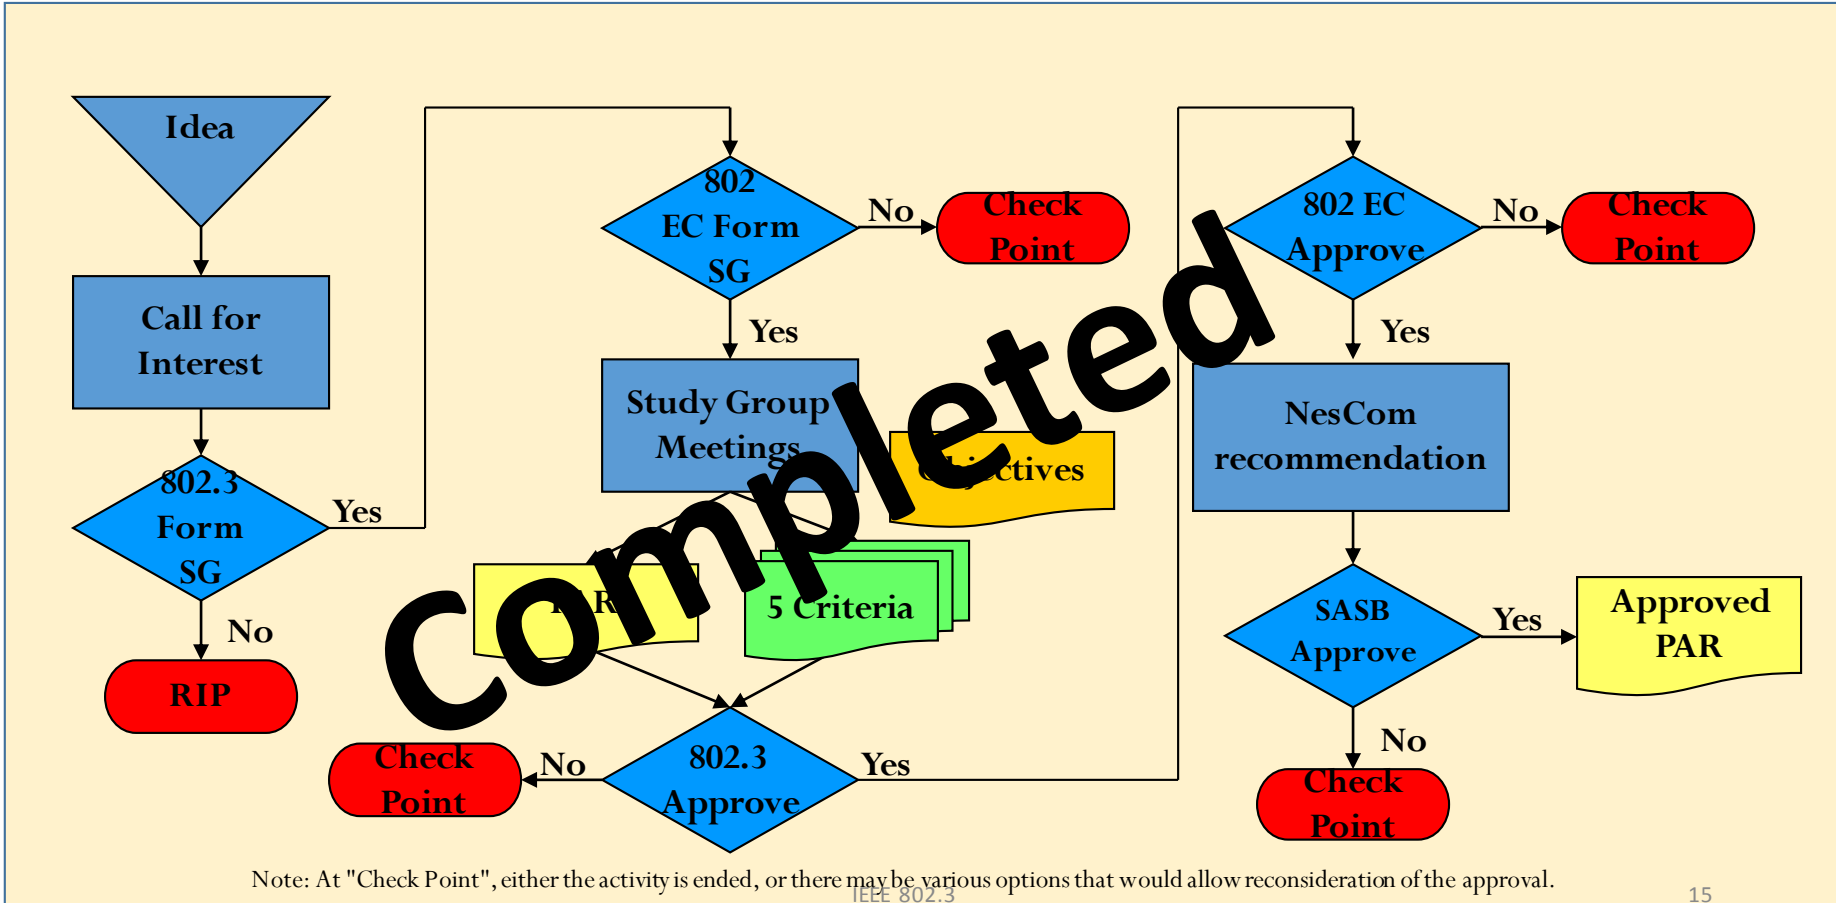 Idea
Call for
Interest
802.3
Form
SG
Yes
No
RIP
802
EC Form
SG
No
Check
Point
Yes
Study Group
Meetings
Objectives
PAR
5 Criteria
802.3
Approve
No
Check
Point
Yes
802 EC
Approve
No
Check
Point
Yes
NesCom
recommendation
SASB
Approve
Yes
Approved
PAR
No
Check
Point
Completed
Note: At "Check Point", either the activity is ended, or there may be various options that would allow reconsideration of the approval.
IEEE 802.3
15